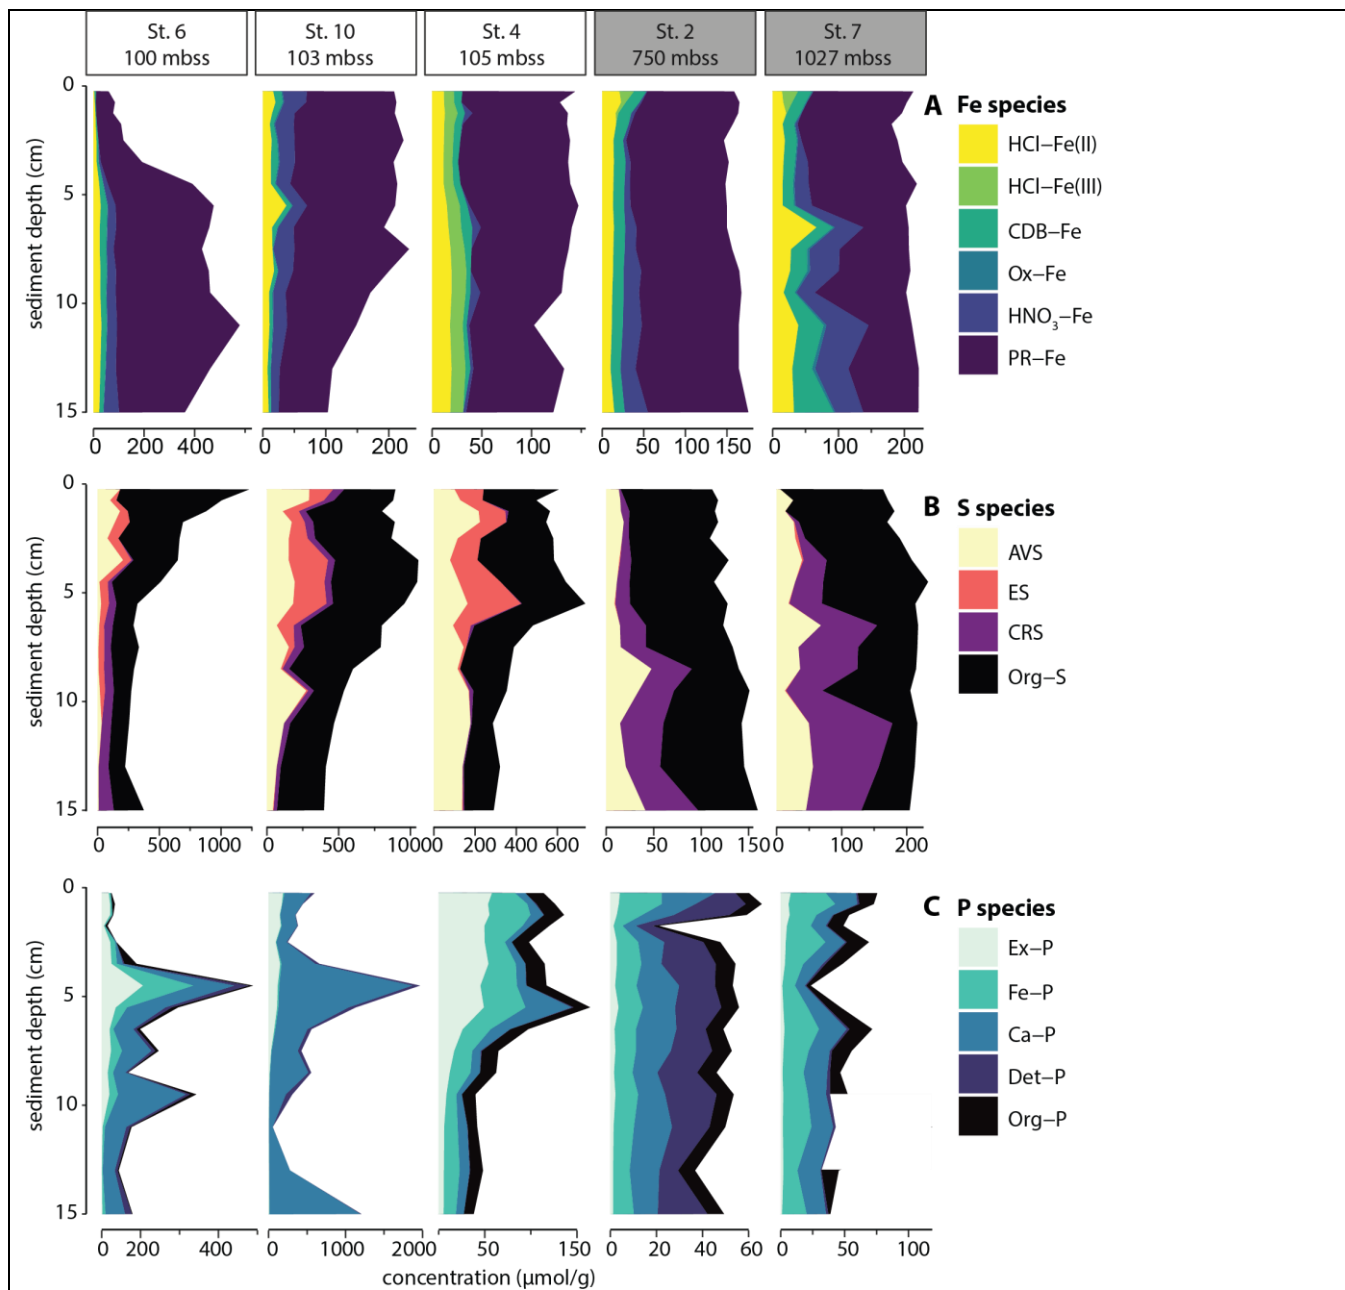 St. 6
100 mbss
St. 10
103 mbss
St. 4
105 mbss
St. 2
750 mbss
St. 7
1027 mbss
A Fe species
HCl–Fe(II)
HCl–Fe(III)
CDB–Fe
Ox–Fe
HNO₃–Fe
PR–Fe
sediment depth (cm)
0
5
10
15
0 200 400
0 100 200
0 50 100
0 50 100 150
0 100 200
B S species
AVS
ES
CRS
Org–S
sediment depth (cm)
0
5
10
15
0 500 1000
0 500 1000
0 200 400 600
0 50 100 150
0 100 200
C P species
Ex–P
Fe–P
Ca–P
Det–P
Org–P
sediment depth (cm)
0
5
10
15
0 200 400
0 1000 2000
50 150
0 20 40 60
0 50 100
concentration (μmol/g)